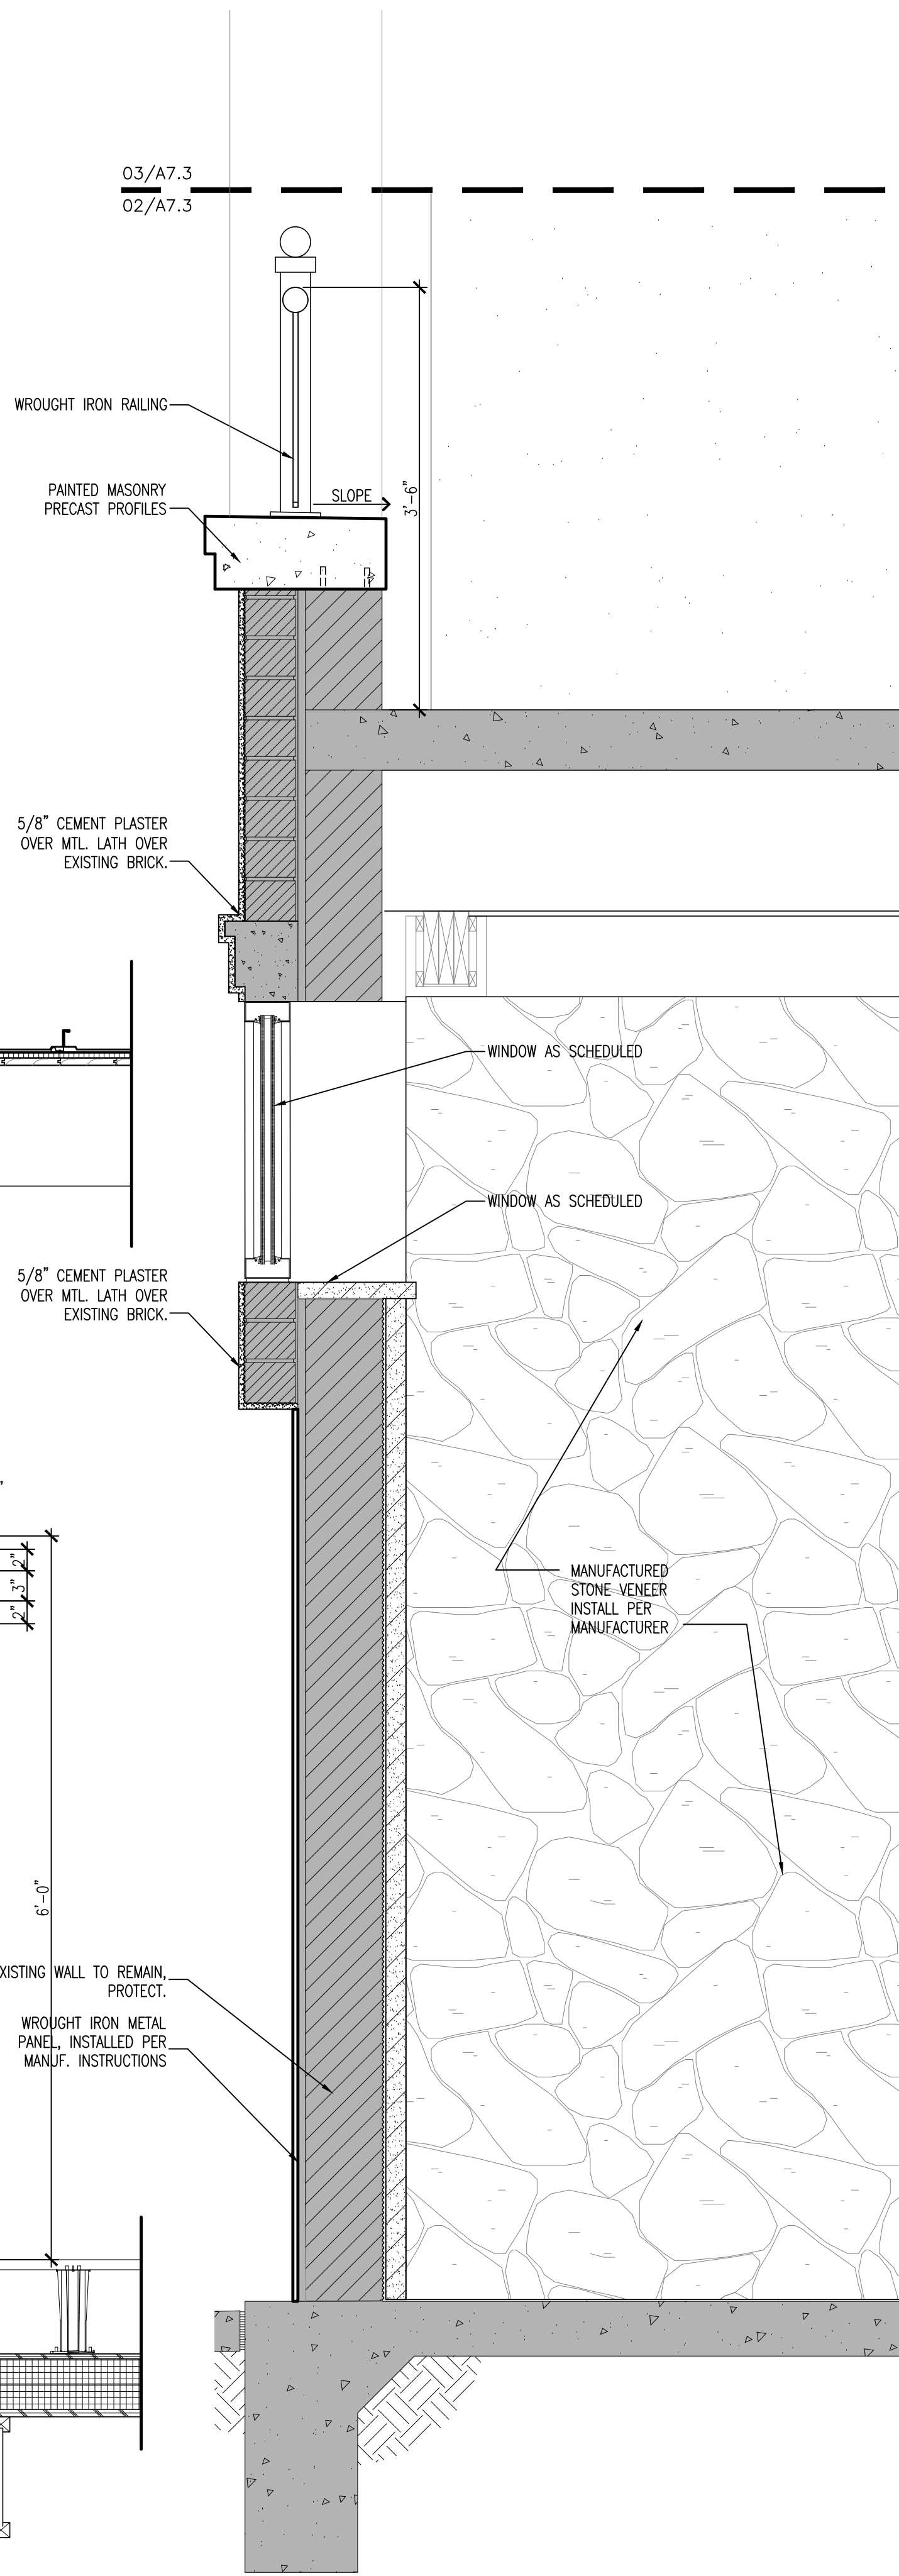 03/A7.3
02/A7.3
WROUGHT IRON RAILING
PAINTED MASONRY
PRECAST PROFILES
SLOPE
3'-6"
5/8" CEMENT PLASTER
OVER MTL. LATH OVER
EXISTING BRICK.
WINDOW AS SCHEDULED
WINDOW AS SCHEDULED
5/8" CEMENT PLASTER
OVER MTL. LATH OVER
EXISTING BRICK.
2"
3"
2"
MANUFACTURED
STONE VENEER
INSTALL PER
MANUFACTURER
6'-0"
XISTING WALL TO REMAIN,
PROTECT.
WROUGHT IRON METAL
PANEL, INSTALLED PER
MANUF. INSTRUCTIONS